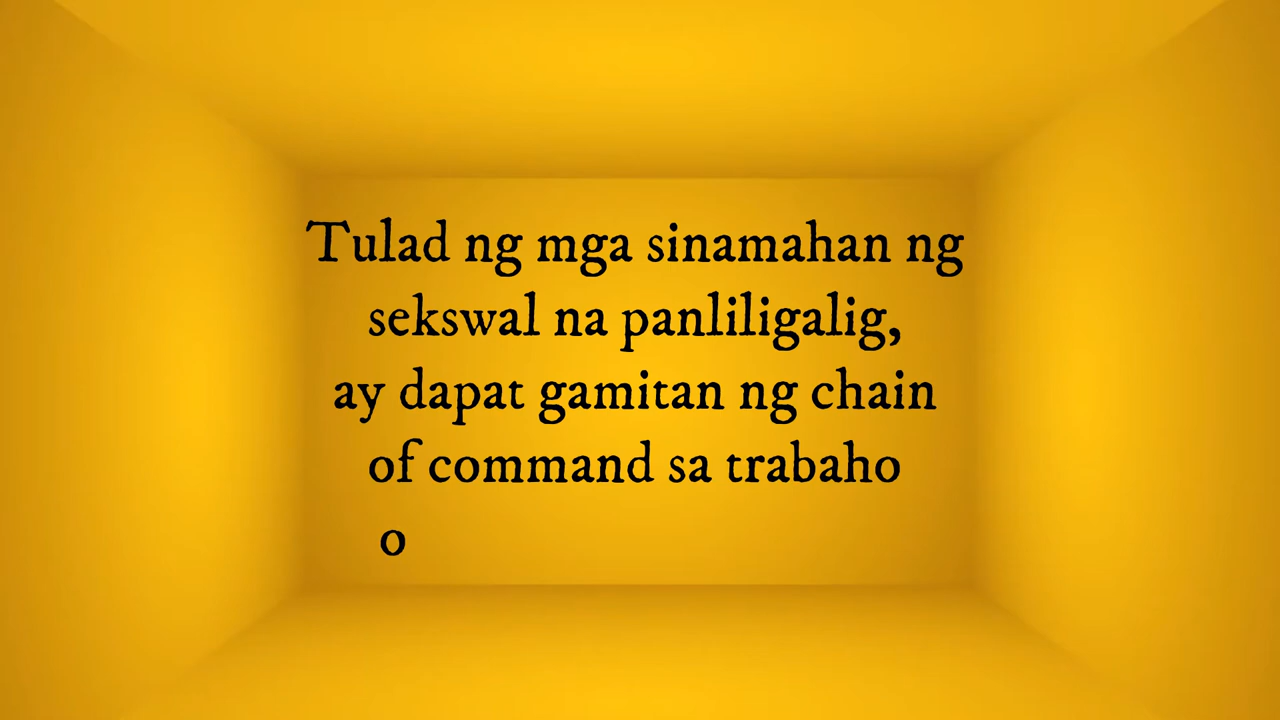 Tulad ng mga sinamahan ng
sekswal na panliligalig,
ay dapat gamitan ng chain
of command sa trabaho
o